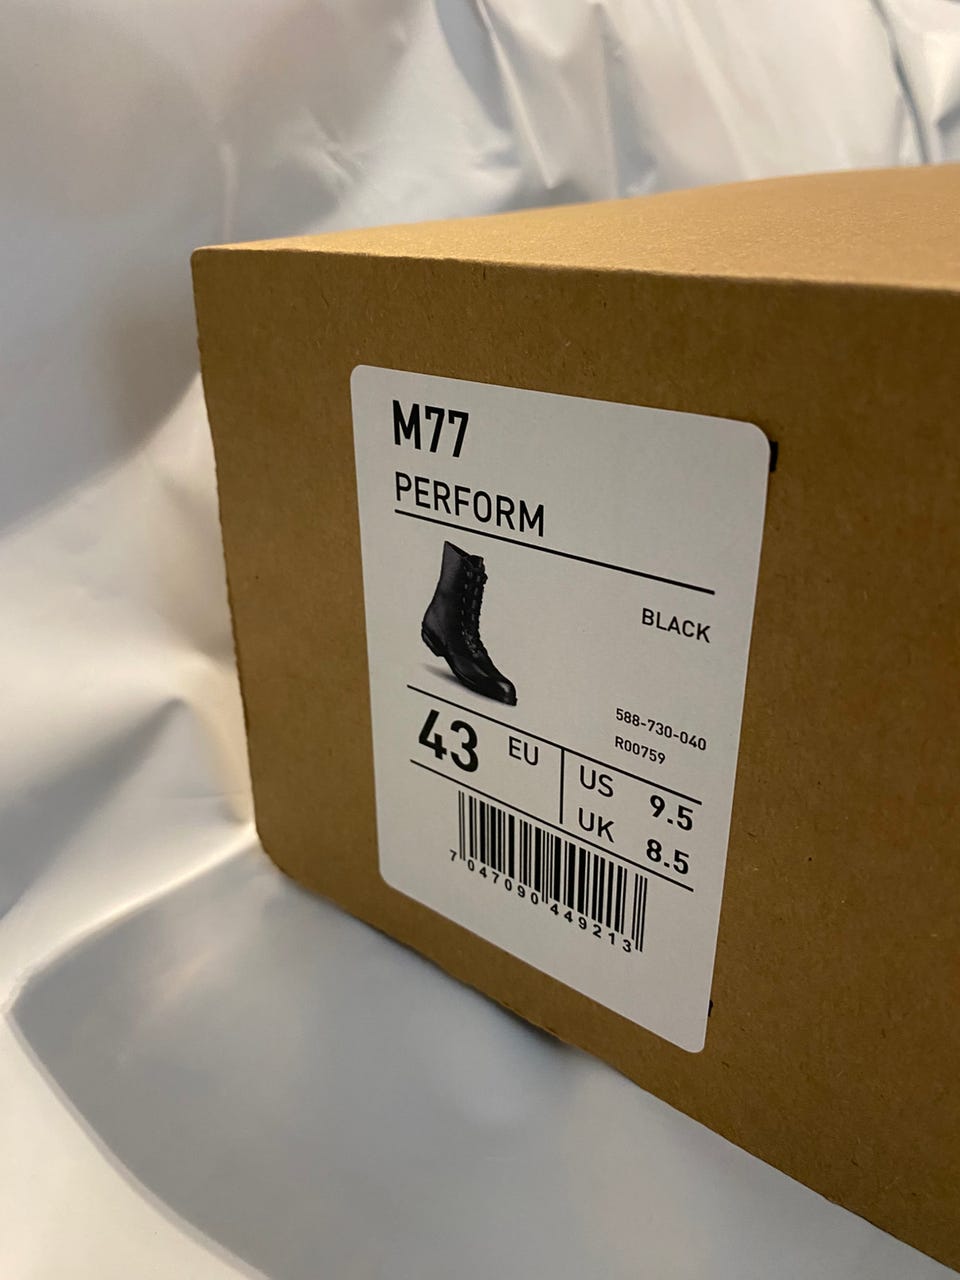 M77
PERFORM
BLACK
588-730-040
R00759
43 EU
US 9.5
UK 8.5
7 047090 449213